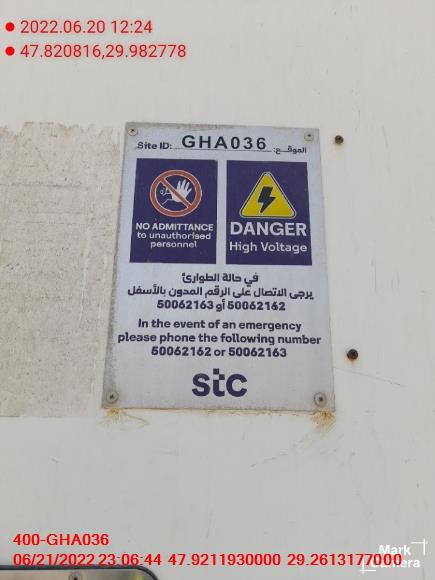 2022.06.20 12:24
47.820816,29.982778
Site ID: GHA036 الموقع:
NO ADMITTANCE
to unauthorised
personnel
DANGER
High Voltage
في حالة الطوارئ
يرجى الاتصال على الرقم المدون بالأسفل
50062162 أو 50062163
In the event of an emergency
please phone the following number
50062162 or 50062163
stc
400-GHA036
Mark
Camera
06/21/2022 23:06:44 47.9211930000 29.2613177000